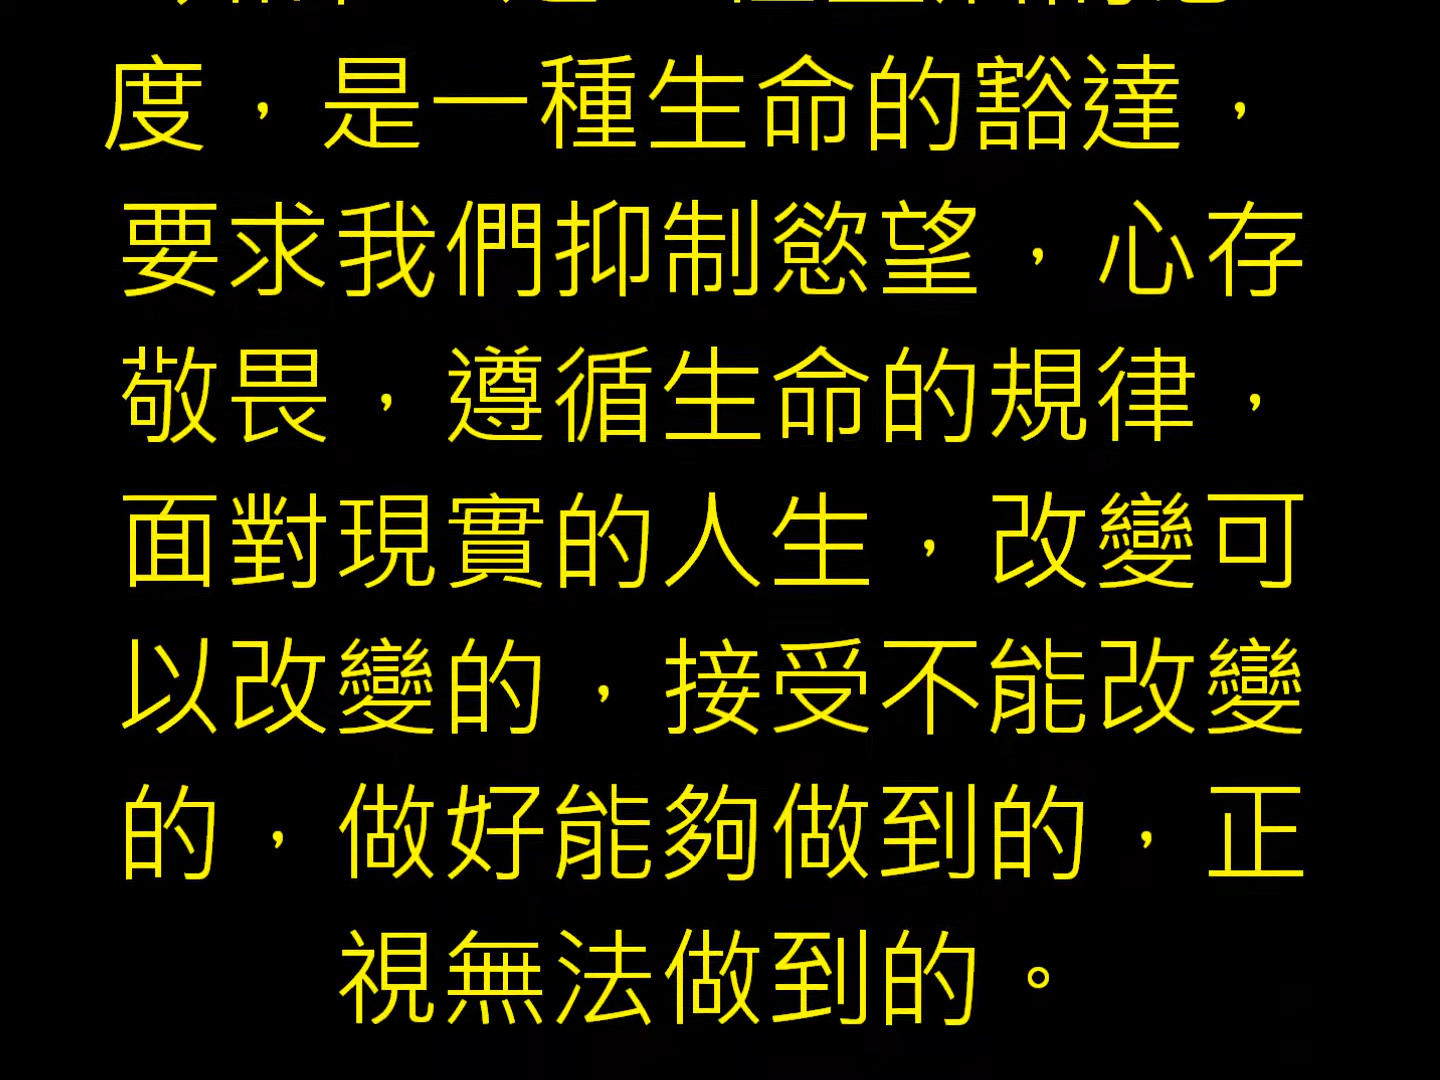 度，是一種生命的豁達，
要求我們抑制慾望，心存
敬畏，遵循生命的規律，
面對現實的人生，改變可
以改變的，接受不能改變
的，做好能夠做到的，正
視無法做到的。